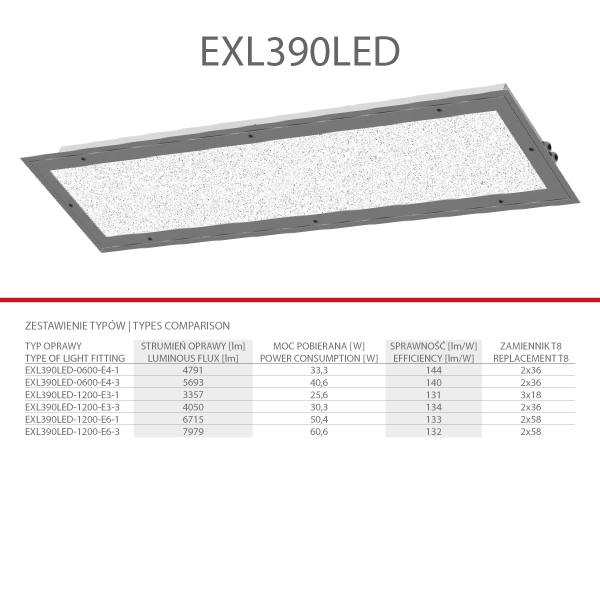 EXL390LED
ZESTAWIENIE TYPÓW | TYPES COMPARISON
TYP OPRAWY STRUMIEŃ OPRAWY [lm] MOC POBIERANA [W] SPRAWNOŚĆ [lm/W] ZAMIENNIK T8
TYPE OF LIGHT FITTING LUMINOUS FLUX [lm] POWER CONSUMPTION [W] EFFICIENCY [lm/W] REPLACEMENT T8
EXL390LED-0600-E4-1 4791 33,3 144 2x36
EXL390LED-0600-E4-3 5693 40,6 140 2x36
EXL390LED-1200-E3-1 3357 25,6 131 3x18
EXL390LED-1200-E3-3 4050 30,3 134 2x36
EXL390LED-1200-E6-1 6715 50,4 133 2x58
EXL390LED-1200-E6-3 7979 60,6 132 2x58